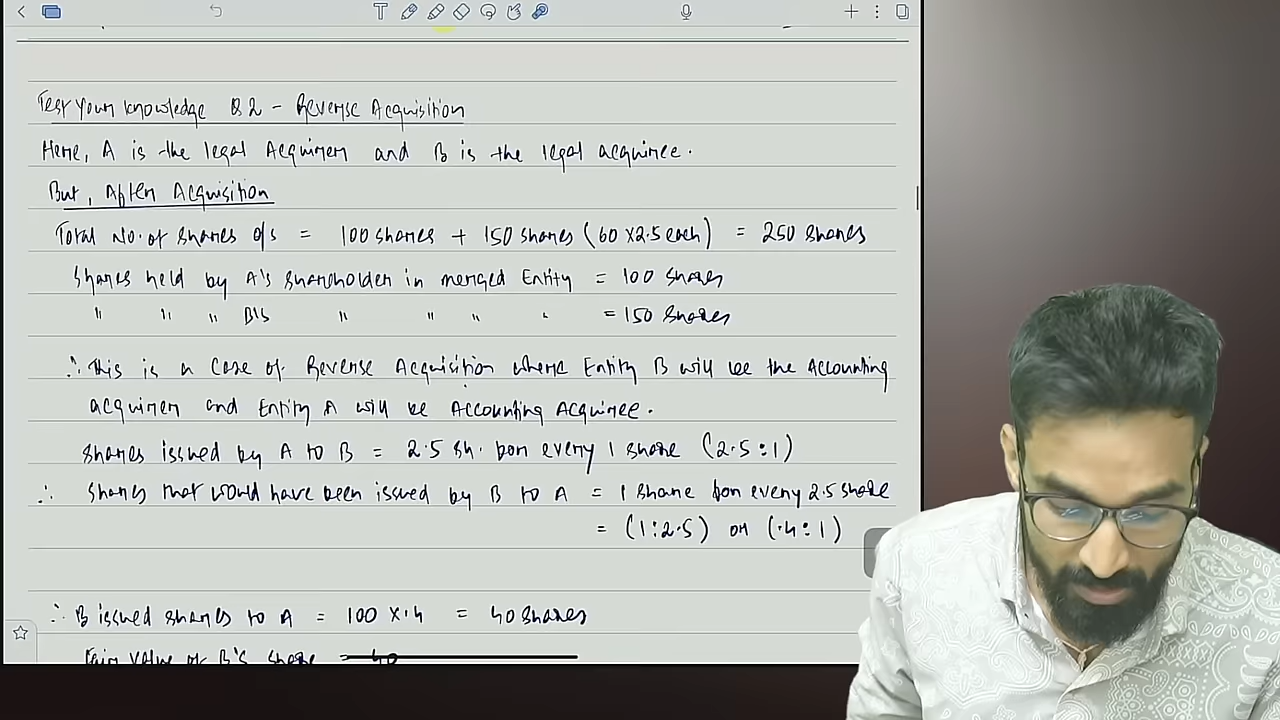 Test your knowledge Q2 - Reverse Acquisition
Here, A is the legal Acquirer and B is the legal acquiree.
But, After Acquisition
Total No. of shares o/s = 100 shares + 150 shares (60 x 2.5 each) = 250 shares
Shares held by A's shareholder in merged Entity = 100 shares
" " " B's " " " " = 150 shares
∴ This is a case of Reverse Acquisition where Entity B will be the Accounting
acquirer and Entity A will be Accounting Acquiree.
Shares issued by A to B = 2.5 sh. for every 1 share (2.5:1)
∴ Shares that would have been issued by B to A = 1 share for every 2.5 share
= (1:2.5) or (.4:1)
∴ B issued shares to A = 100 x .4 = 40 shares
Fair value of B's share = 40